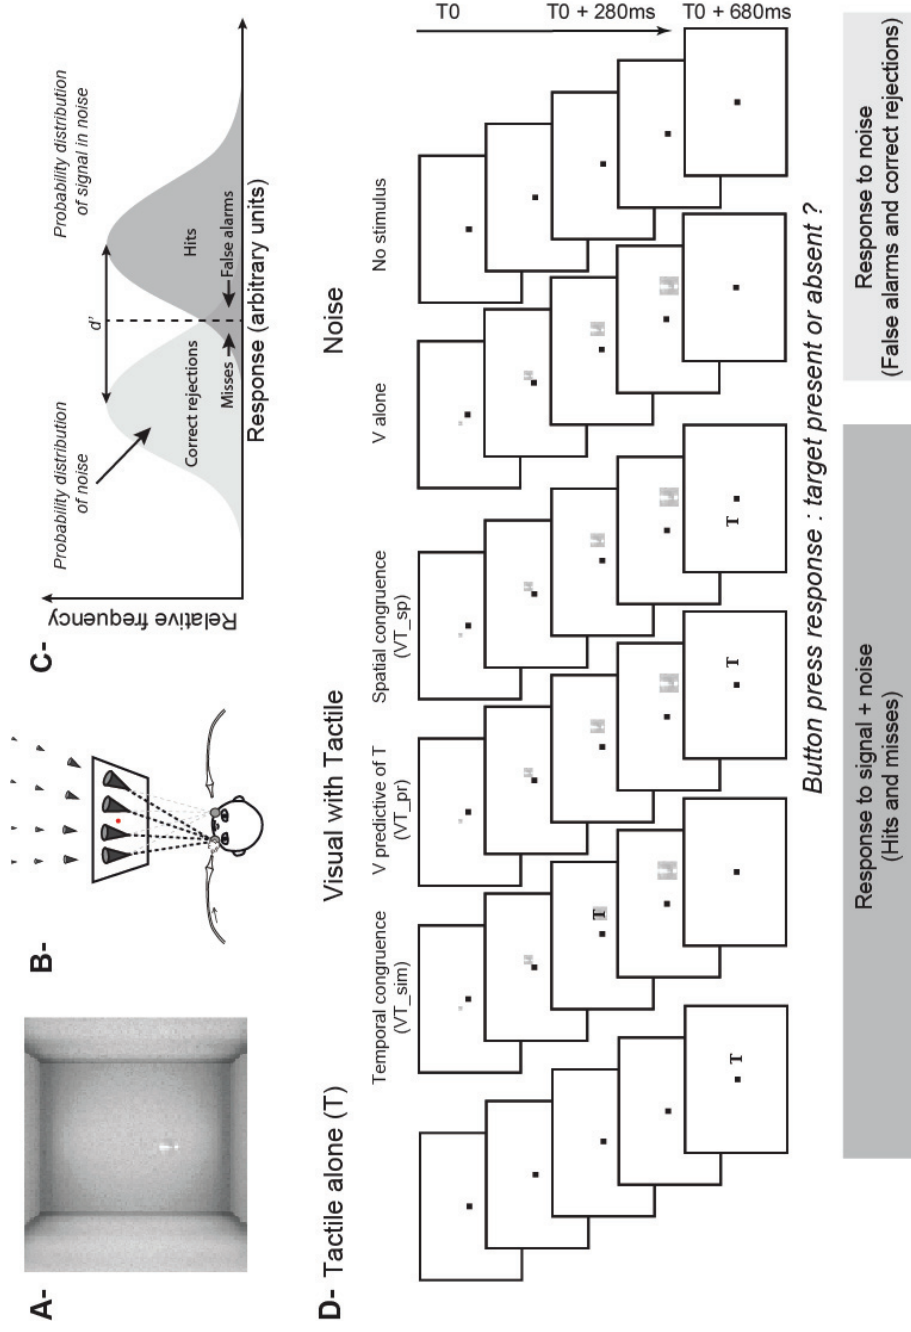 A-
B-
C-
Relative frequency
Probability distribution
of noise
Probability distribution
of signal in noise
d'
Correct rejections
Hits
Misses
False alarms
Response (arbitrary units)
D- Tactile alone (T)
Visual with Tactile
Noise
Temporal congruence
(VT_sim)
V predictive of T
(VT_pr)
Spatial congruence
(VT_sp)
V alone
No stimulus
T0
T0 + 280ms
T0 + 680ms
T
T
T
T
Button press response : target present or absent ?
Response to signal + noise
(Hits and misses)
Response to noise
(False alarms and correct rejections)